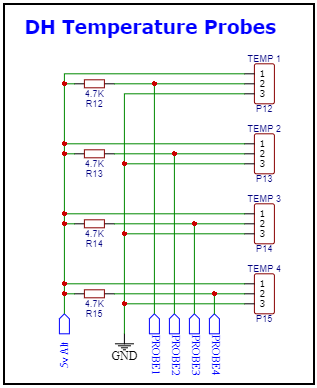 DH Temperature Probes
TEMP 1
1
2
3
4.7K
R12
P12
TEMP 2
1
2
3
4.7K
R13
P13
TEMP 3
1
2
3
4.7K
R14
P14
TEMP 4
1
2
3
4.7K
R15
P15
GND
PROBE1
PROBE2
PROBE3
PROBE4